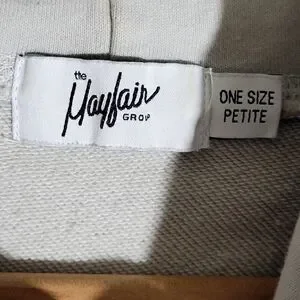 the
Mayfair
GROUP
ONE SIZE
PETITE